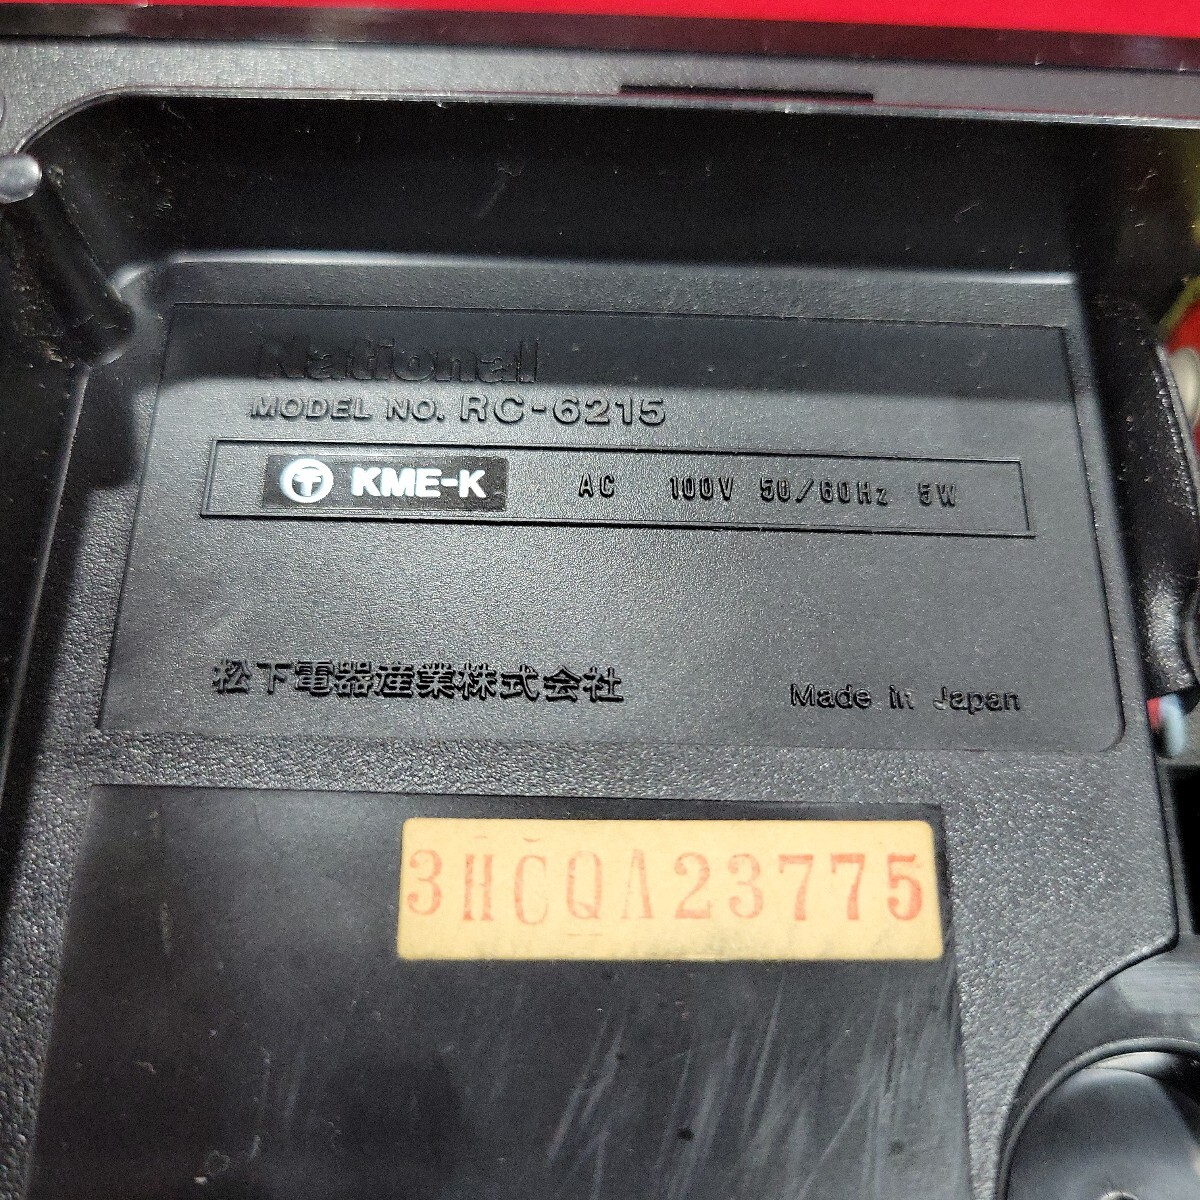 National
MODEL NO. RC-6215
T KME-K AC 100V 50/60Hz 5W
松下電器産業株式会社
Made in Japan
3HCQA23775